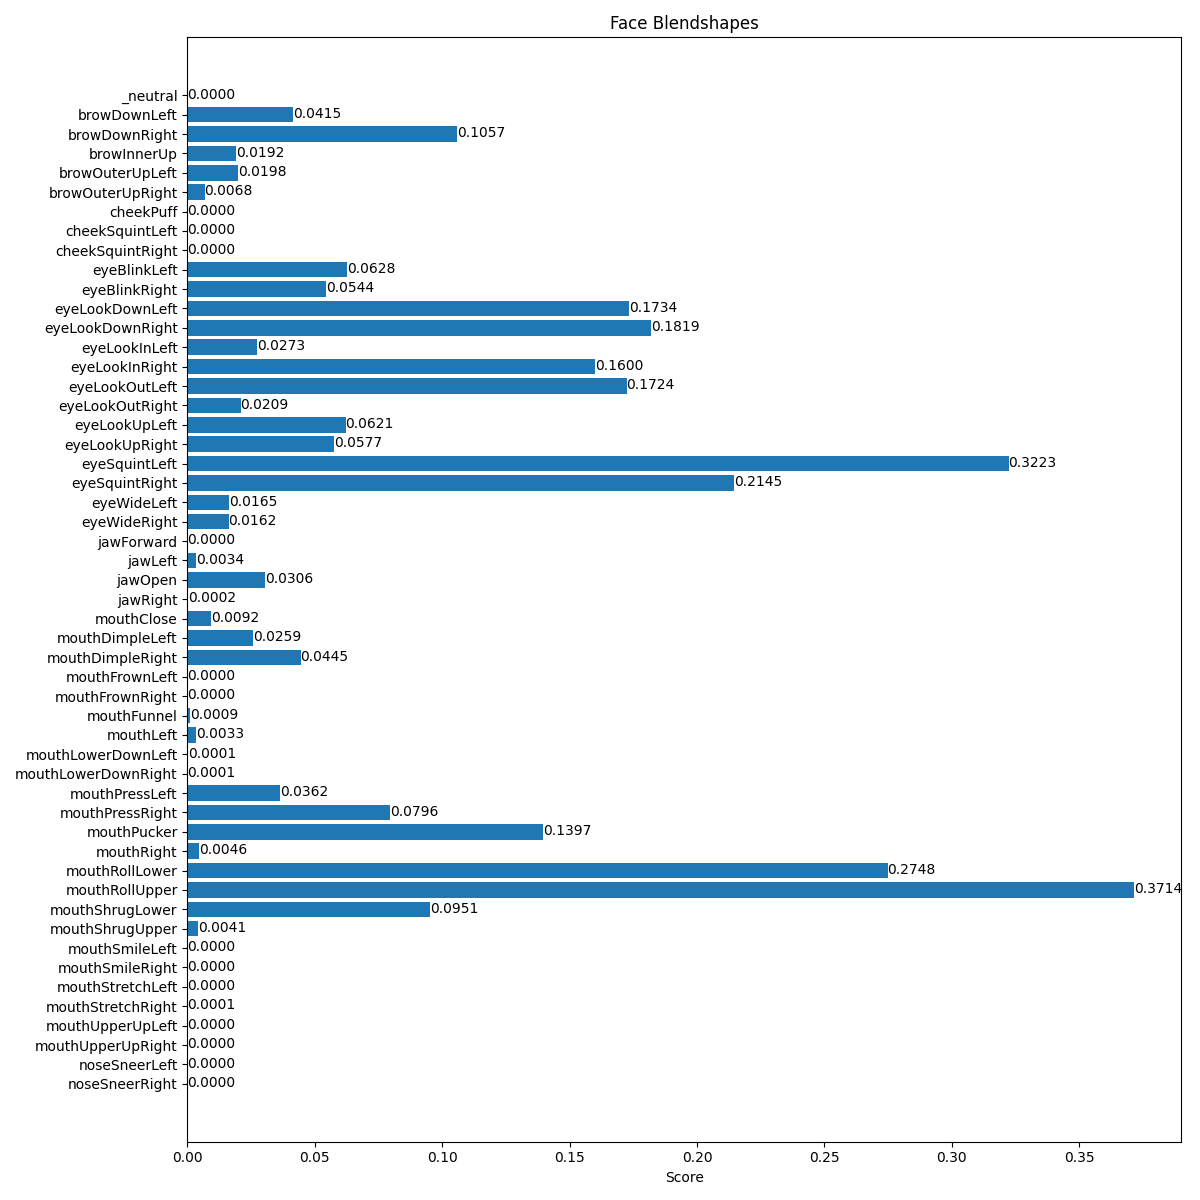 Face Blendshapes
_neutral 0.0000
browDownLeft 0.0415
browDownRight 0.1057
browInnerUp 0.0192
browOuterUpLeft 0.0198
browOuterUpRight 0.0068
cheekPuff 0.0000
cheekSquintLeft 0.0000
cheekSquintRight 0.0000
eyeBlinkLeft 0.0628
eyeBlinkRight 0.0544
eyeLookDownLeft 0.1734
eyeLookDownRight 0.1819
eyeLookInLeft 0.0273
eyeLookInRight 0.1600
eyeLookOutLeft 0.1724
eyeLookOutRight 0.0209
eyeLookUpLeft 0.0621
eyeLookUpRight 0.0577
eyeSquintLeft 0.3223
eyeSquintRight 0.2145
eyeWideLeft 0.0165
eyeWideRight 0.0162
jawForward 0.0000
jawLeft 0.0034
jawOpen 0.0306
jawRight 0.0002
mouthClose 0.0092
mouthDimpleLeft 0.0259
mouthDimpleRight 0.0445
mouthFrownLeft 0.0000
mouthFrownRight 0.0000
mouthFunnel 0.0009
mouthLeft 0.0033
mouthLowerDownLeft 0.0001
mouthLowerDownRight 0.0001
mouthPressLeft 0.0362
mouthPressRight 0.0796
mouthPucker 0.1397
mouthRight 0.0046
mouthRollLower 0.2748
mouthRollUpper 0.3714
mouthShrugLower 0.0951
mouthShrugUpper 0.0041
mouthSmileLeft 0.0000
mouthSmileRight 0.0000
mouthStretchLeft 0.0000
mouthStretchRight 0.0001
mouthUpperUpLeft 0.0000
mouthUpperUpRight 0.0000
noseSneerLeft 0.0000
noseSneerRight 0.0000
0.00 0.05 0.10 0.15 0.20 0.25 0.30 0.35
Score